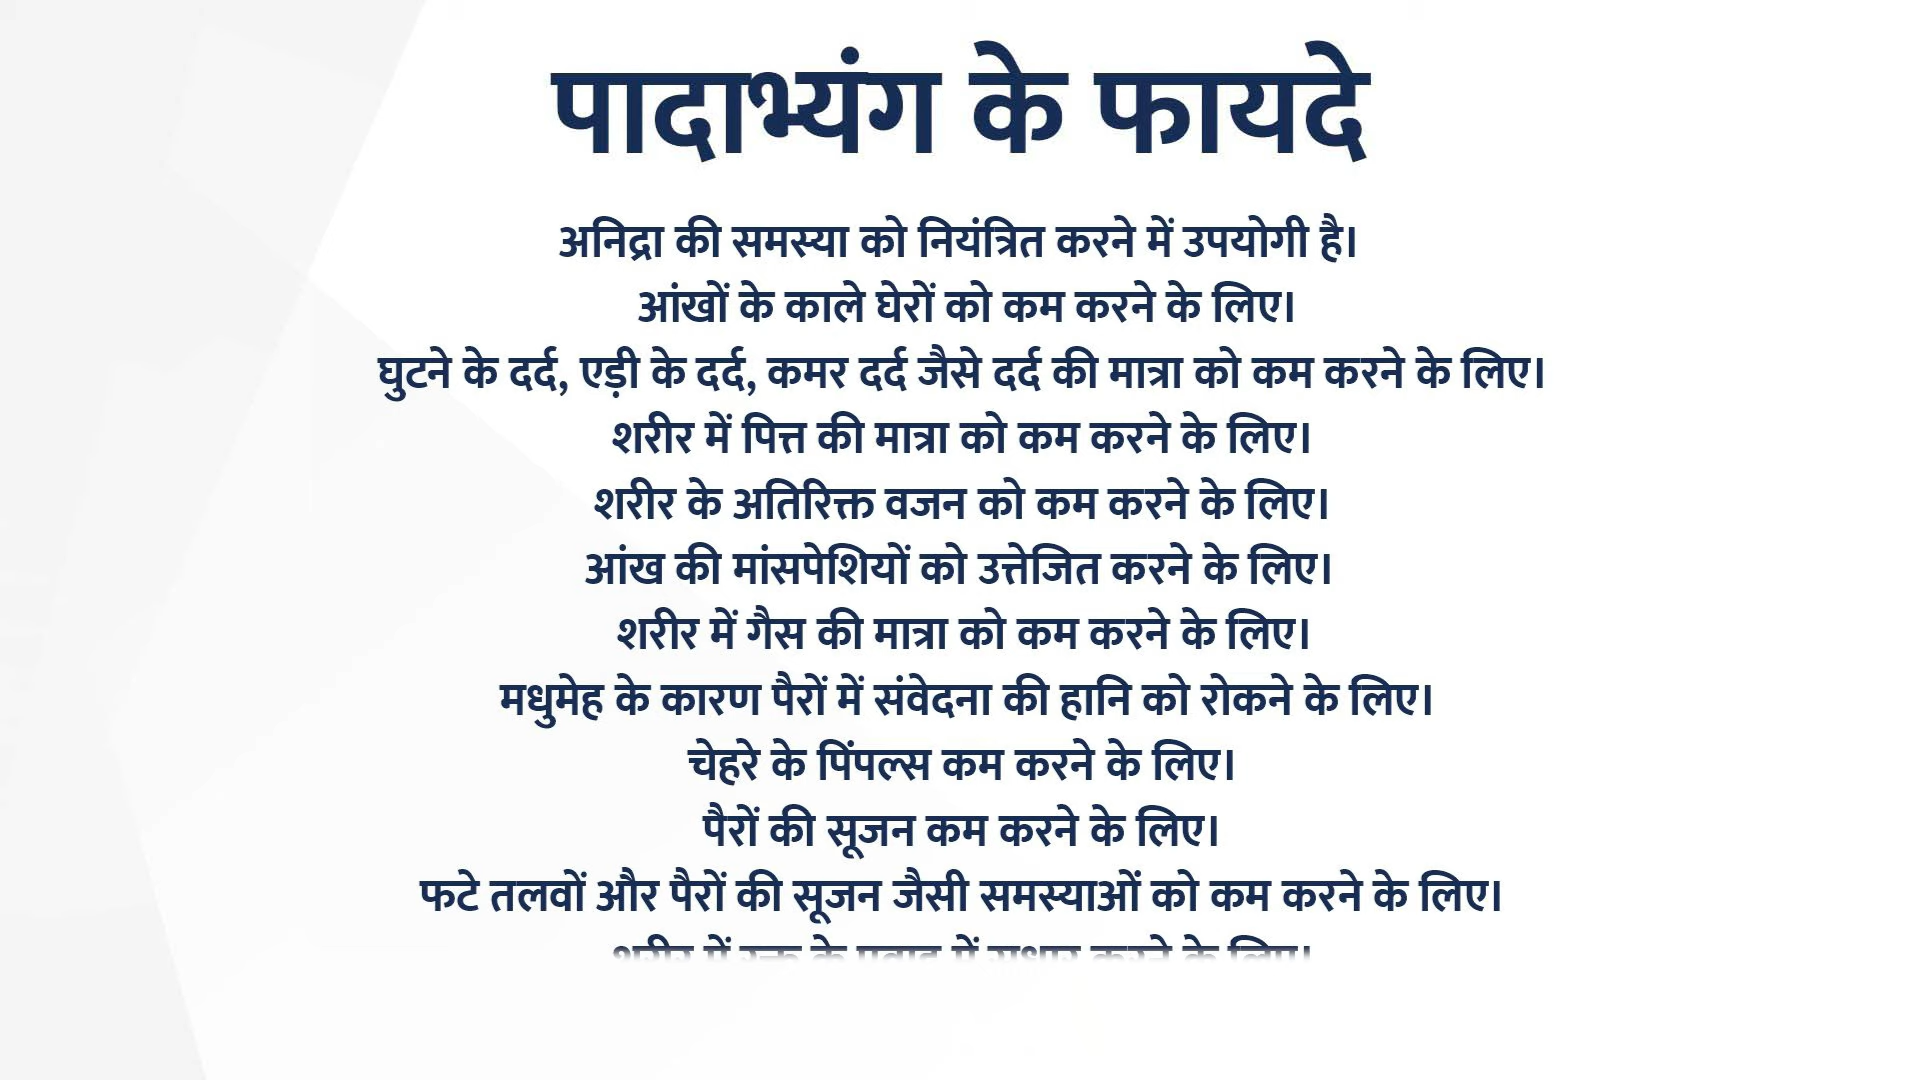 पादाभ्यंग के फायदे
अनिद्रा की समस्या को नियंत्रित करने में उपयोगी है।
आंखों के काले घेरों को कम करने के लिए।
घुटने के दर्द, एड़ी के दर्द, कमर दर्द जैसे दर्द की मात्रा को कम करने के लिए।
शरीर में पित्त की मात्रा को कम करने के लिए।
शरीर के अतिरिक्त वजन को कम करने के लिए।
आंख की मांसपेशियों को उत्तेजित करने के लिए।
शरीर में गैस की मात्रा को कम करने के लिए।
मधुमेह के कारण पैरों में संवेदना की हानि को रोकने के लिए।
चेहरे के पिंपल्स कम करने के लिए।
पैरों की सूजन कम करने के लिए।
फटे तलवों और पैरों की सूजन जैसी समस्याओं को कम करने के लिए।